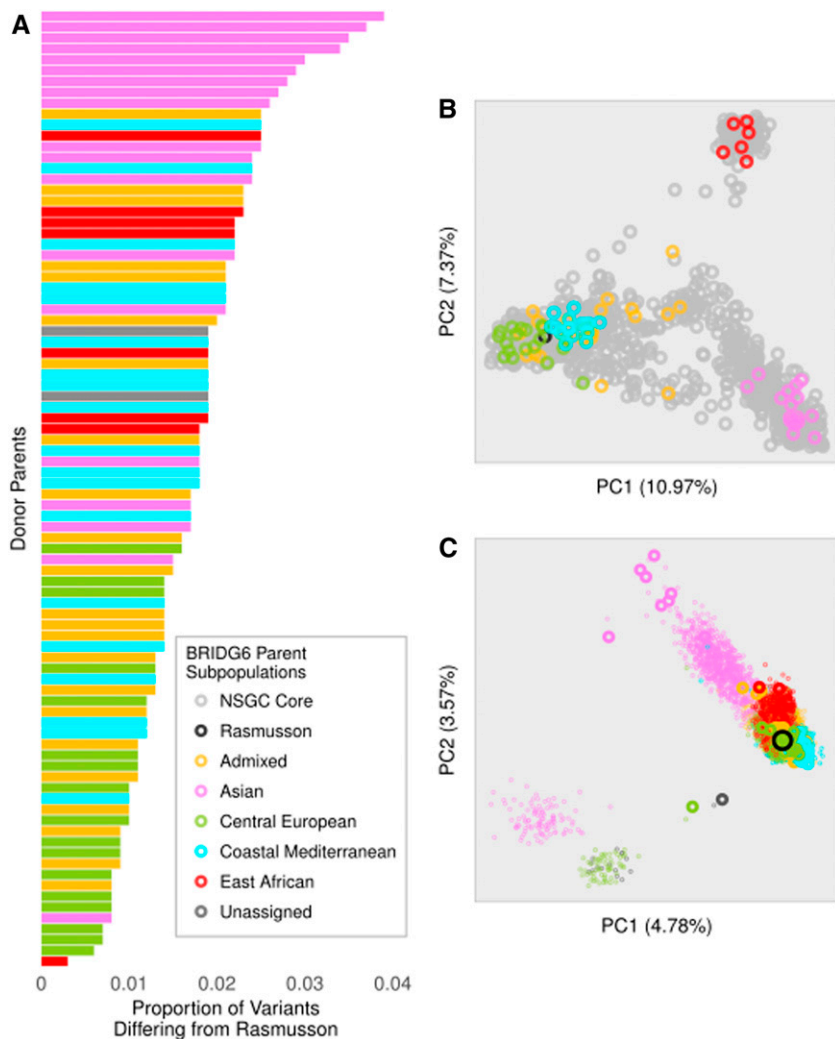 A
Donor Parents
BRIDG6 Parent
Subpopulations
NSGC Core
Rasmusson
Admixed
Asian
Central European
Coastal Mediterranean
East African
Unassigned
0 0.01 0.02 0.03 0.04
Proportion of Variants
Differing from Rasmusson
B
PC2 (7.37%)
PC1 (10.97%)
C
PC2 (3.57%)
PC1 (4.78%)